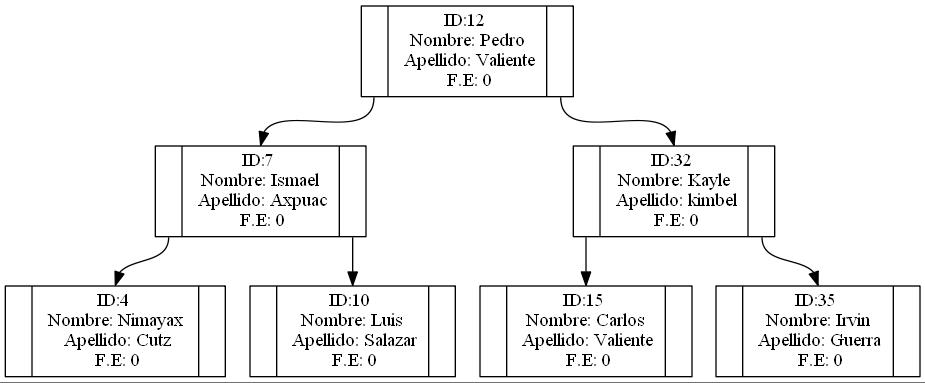 ID:12
Nombre: Pedro
Apellido: Valiente
F.E: 0
ID:7
Nombre: Ismael
Apellido: Axpuac
F.E: 0
ID:32
Nombre: Kayle
Apellido: kimbel
F.E: 0
ID:4
Nombre: Nimayax
Apellido: Cutz
F.E: 0
ID:10
Nombre: Luis
Apellido: Salazar
F.E: 0
ID:15
Nombre: Carlos
Apellido: Valiente
F.E: 0
ID:35
Nombre: Irvin
Apellido: Guerra
F.E: 0